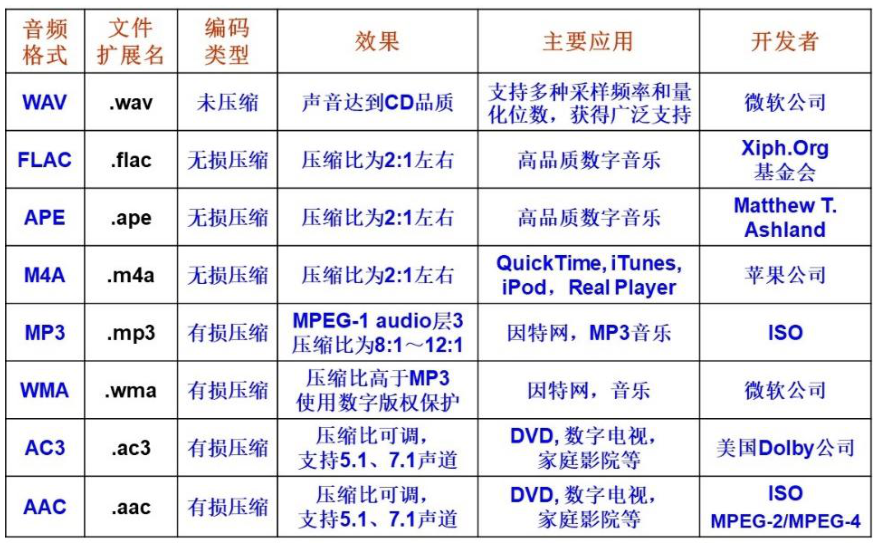 音频 文件 编码 效果 主要应用 开发者
格式 扩展名 类型
WAV .wav 未压缩 声音达到CD品质 支持多种采样频率和量 微软公司
化位数，获得广泛支持
FLAC .flac 无损压缩 压缩比为2:1左右 高品质数字音乐 Xiph.Org
基金会
APE .ape 无损压缩 压缩比为2:1左右 高品质数字音乐 Matthew T.
Ashland
M4A .m4a 无损压缩 压缩比为2:1左右 QuickTime, iTunes, 苹果公司
iPod，Real Player
MP3 .mp3 有损压缩 MPEG-1 audio层3 因特网，MP3音乐 ISO
压缩比为8:1～12:1
WMA .wma 有损压缩 压缩比高于MP3 因特网，音乐 微软公司
使用数字版权保护
AC3 .ac3 有损压缩 压缩比可调， DVD, 数字电视， 美国Dolby公司
支持5.1、7.1声道 家庭影院等
AAC .aac 有损压缩 压缩比可调， DVD, 数字电视， ISO
支持5.1、7.1声道 家庭影院等 MPEG-2/MPEG-4